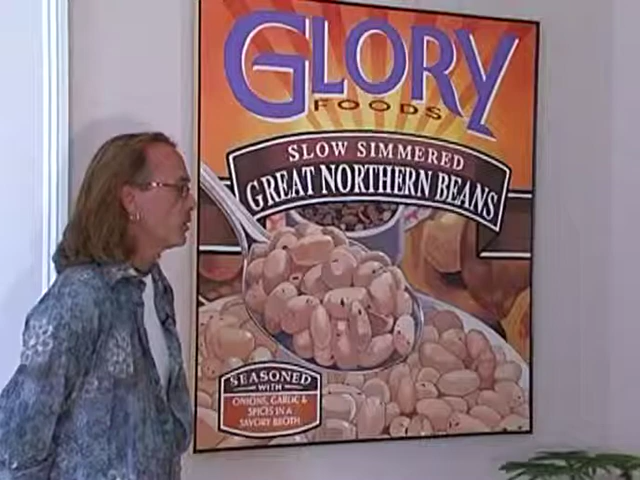 GLORY
FOODS
SLOW SIMMERED
GREAT NORTHERN BEANS
SEASONED
WITH
ONIONS, GARLIC &
SPICES IN A
SAVORY BROTH